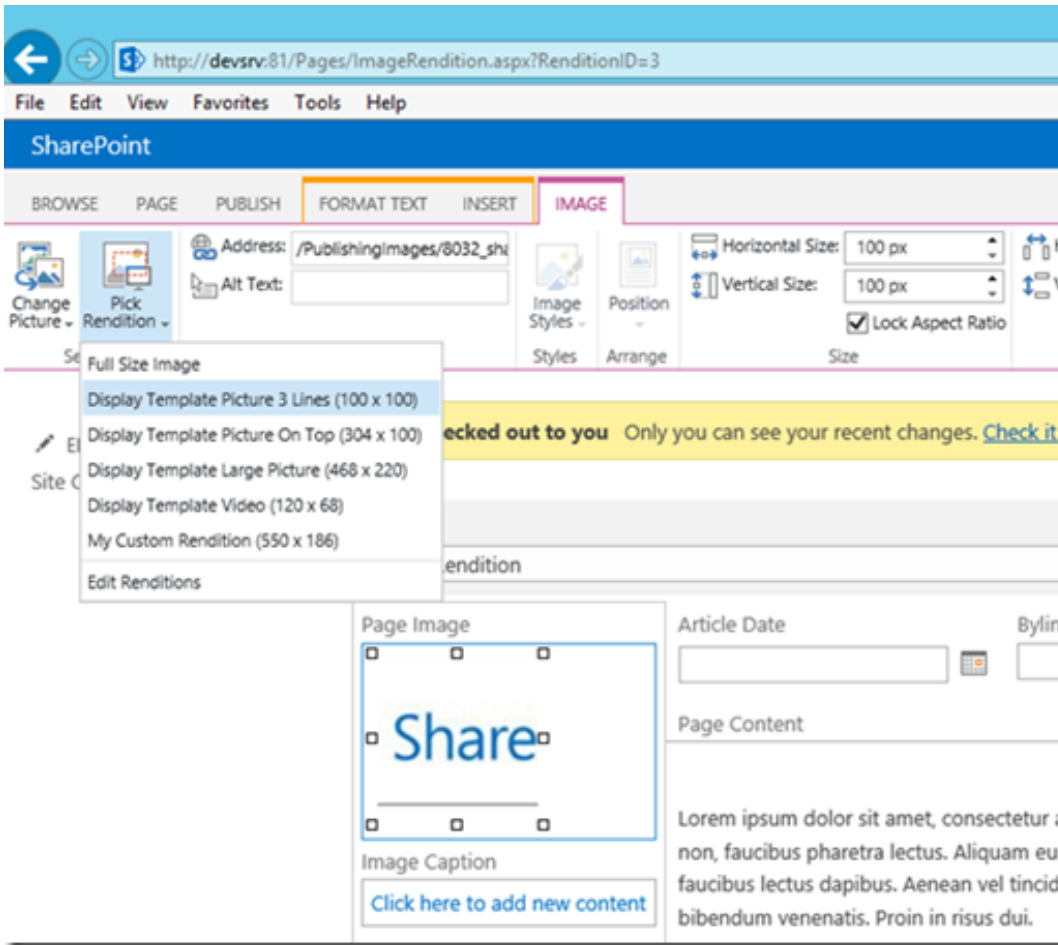 http://devsrv:81/Pages/ImageRendition.aspx?RenditionID=3
File Edit View Favorites Tools Help
SharePoint
BROWSE PAGE PUBLISH FORMAT TEXT INSERT IMAGE
Change Picture
Pick Rendition
Address: /PublishingImages/8032_sha
Alt Text:
Image Styles
Position
Horizontal Size: 100 px
Vertical Size: 100 px
Lock Aspect Ratio
Styles Arrange Size
Full Size Image
Display Template Picture 3 Lines (100 x 100)
Display Template Picture On Top (304 x 100)
Display Template Large Picture (468 x 220)
Display Template Video (120 x 68)
My Custom Rendition (550 x 186)
Edit Renditions
ecked out to you Only you can see your recent changes. Check it
Site
endition
Page Image
Article Date
Share
Page Content
Image Caption
Click here to add new content
Lorem ipsum dolor sit amet, consectetur
non, faucibus pharetra lectus. Aliquam eu
faucibus lectus dapibus. Aenean vel tincid
bibendum venenatis. Proin in risus dui.